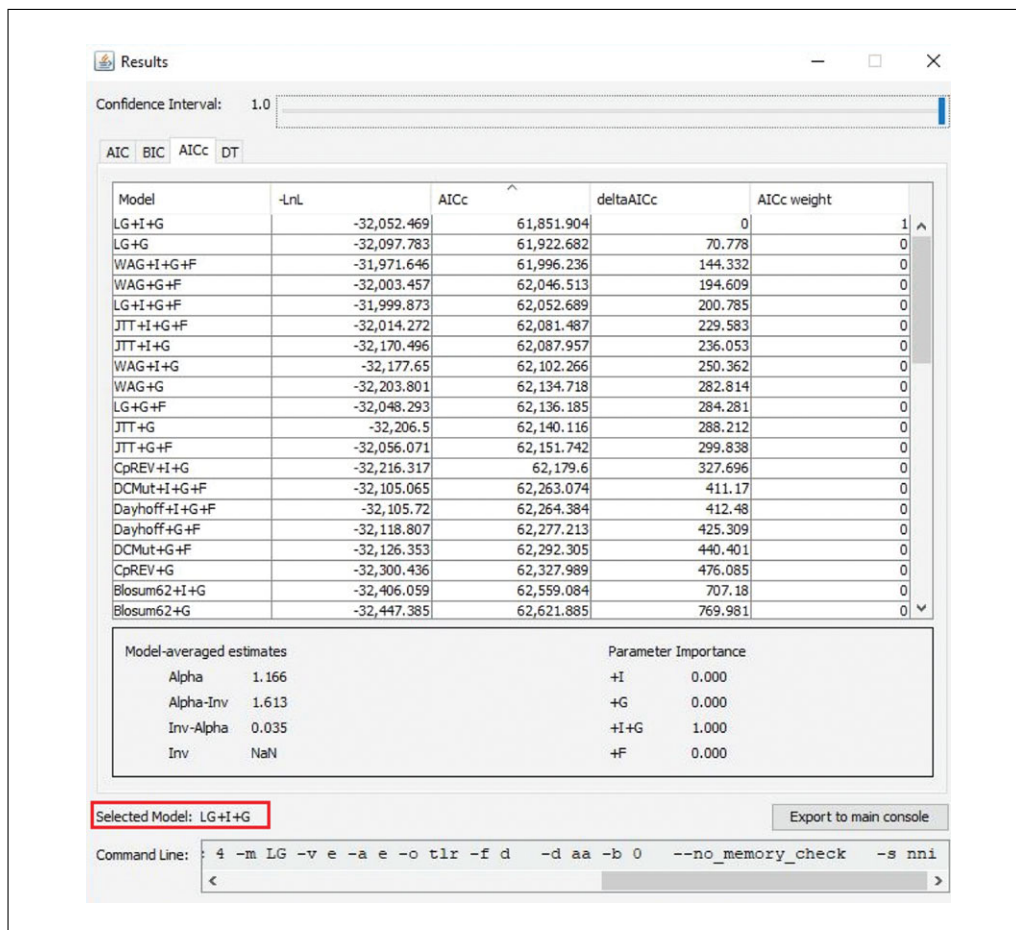 Results
Confidence Interval: 1.0
AIC BIC AICc DT
Model -LnL AICc deltaAICc AICc weight
LG+I+G -32,052.469 61,851.904 0 1
LG+G -32,097.783 61,922.682 70.778 0
WAG+I+G+F -31,971.646 61,996.236 144.332 0
WAG+G+F -32,003.457 62,046.513 194.609 0
LG+I+G+F -31,999.873 62,052.689 200.785 0
JTT+I+G+F -32,014.272 62,081.487 229.583 0
JTT+I+G -32,170.496 62,087.957 236.053 0
WAG+I+G -32,177.65 62,102.266 250.362 0
WAG+G -32,203.801 62,134.718 282.814 0
LG+G+F -32,048.293 62,136.185 284.281 0
JTT+G -32,206.5 62,140.116 288.212 0
JTT+G+F -32,056.071 62,151.742 299.838 0
CpREV+I+G -32,216.317 62,179.6 327.696 0
DCMut+I+G+F -32,105.065 62,263.074 411.17 0
Dayhoff+I+G+F -32,105.72 62,264.384 412.48 0
Dayhoff+G+F -32,118.807 62,277.213 425.309 0
DCMut+G+F -32,126.353 62,292.305 440.401 0
CpREV+G -32,300.436 62,327.989 476.085 0
Blosum62+I+G -32,406.059 62,559.084 707.18 0
Blosum62+G -32,447.385 62,621.885 769.981 0
Model-averaged estimates Parameter Importance
Alpha 1.166 +I 0.000
Alpha-Inv 1.613 +G 0.000
Inv-Alpha 0.035 +I+G 1.000
Inv NaN +F 0.000
Selected Model: LG+I+G Export to main console
Command Line: : 4 -m LG -v e -a e -o tlr -f d -d aa -b 0 --no_memory_check -s nni